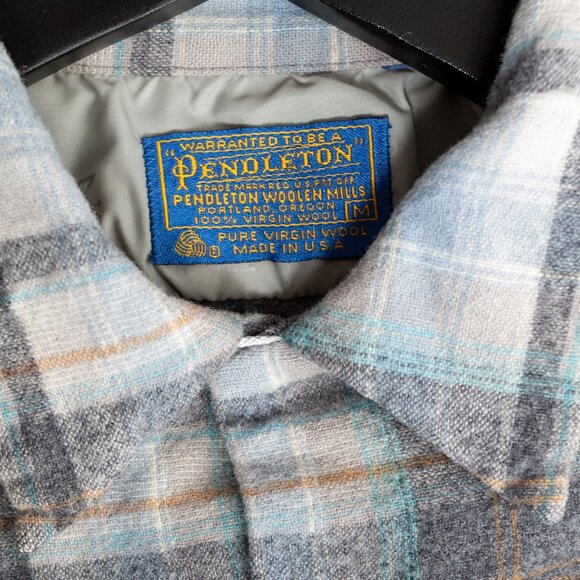 WARRANTED TO BE A
"PENDLETON"
TRADE MARK REG U.S. PT OFF
PENDLETON WOOLEN MILLS
PORTLAND, OREGON
100% VIRGIN WOOL M
PURE VIRGIN WOOL
MADE IN U.S.A.